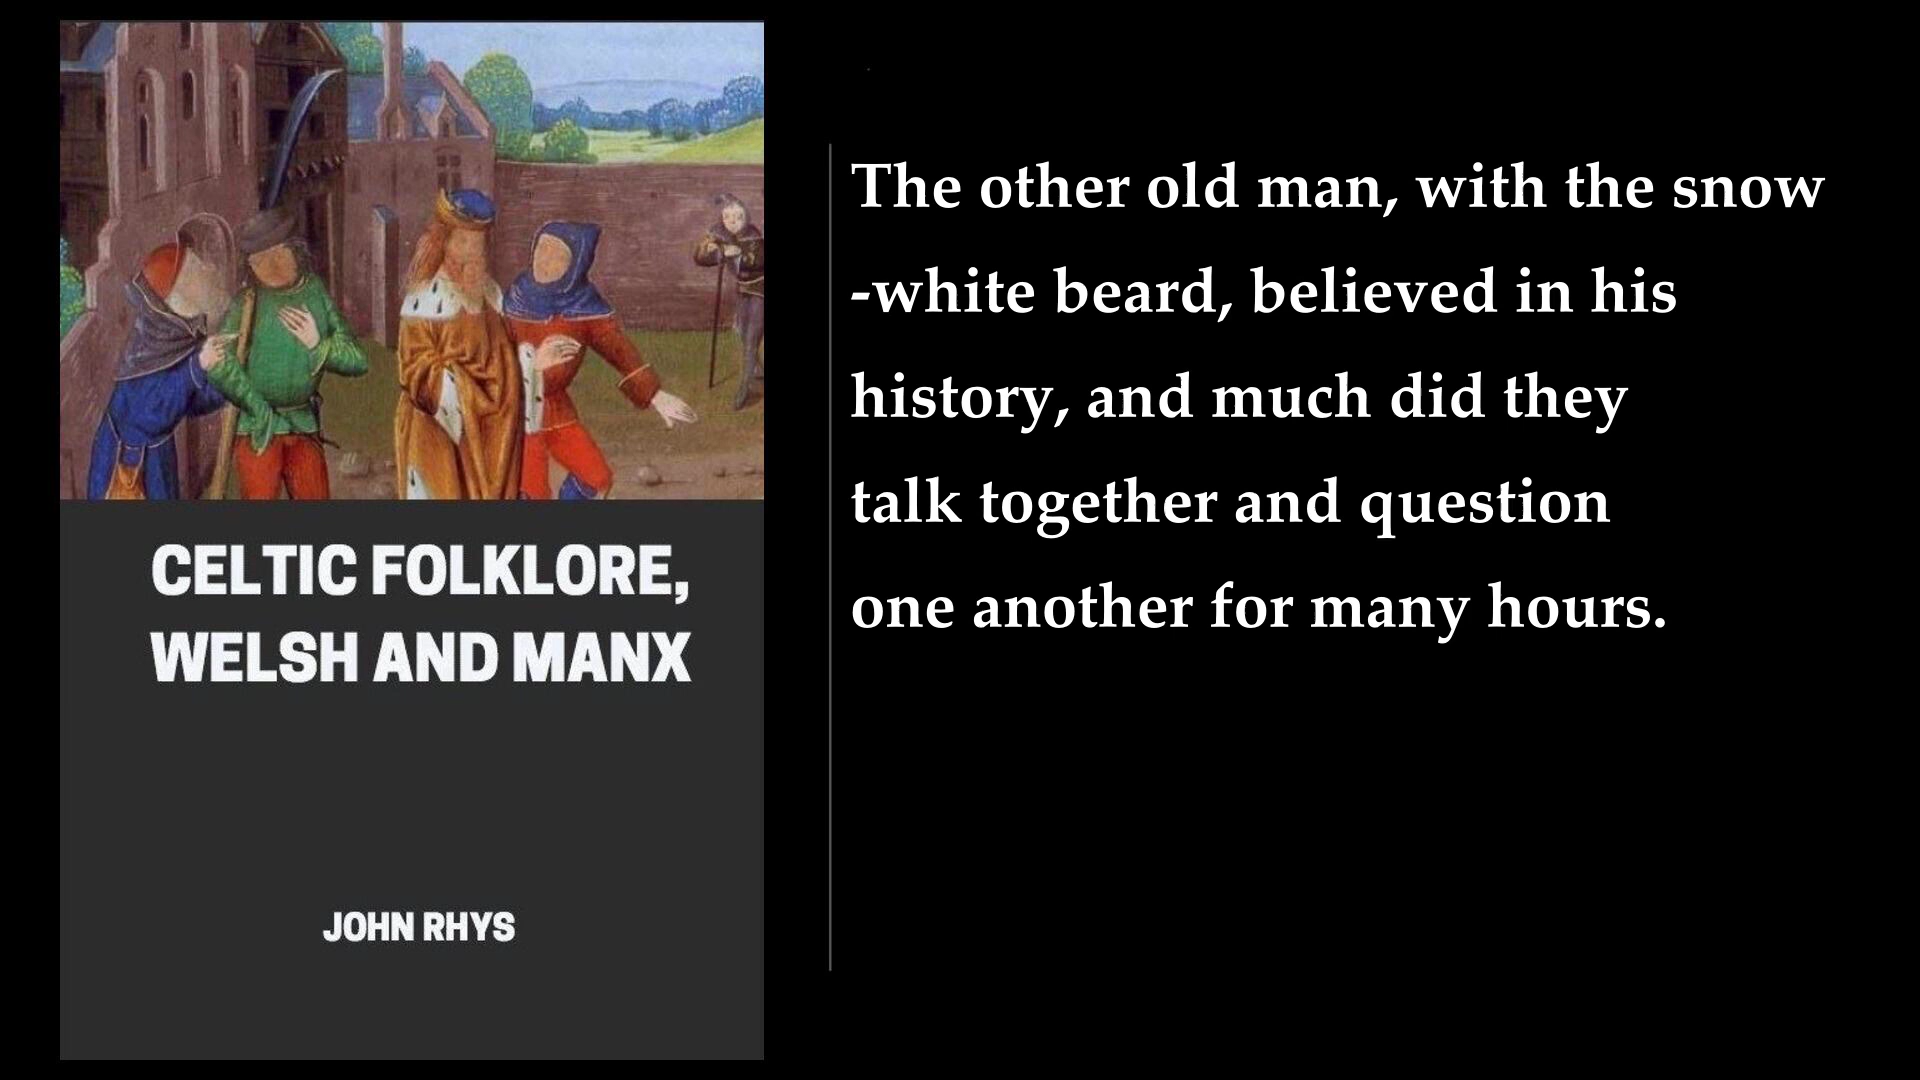 CELTIC FOLKLORE,
WELSH AND MANX
JOHN RHYS
The other old man, with the snow
-white beard, believed in his
history, and much did they
talk together and question
one another for many hours.